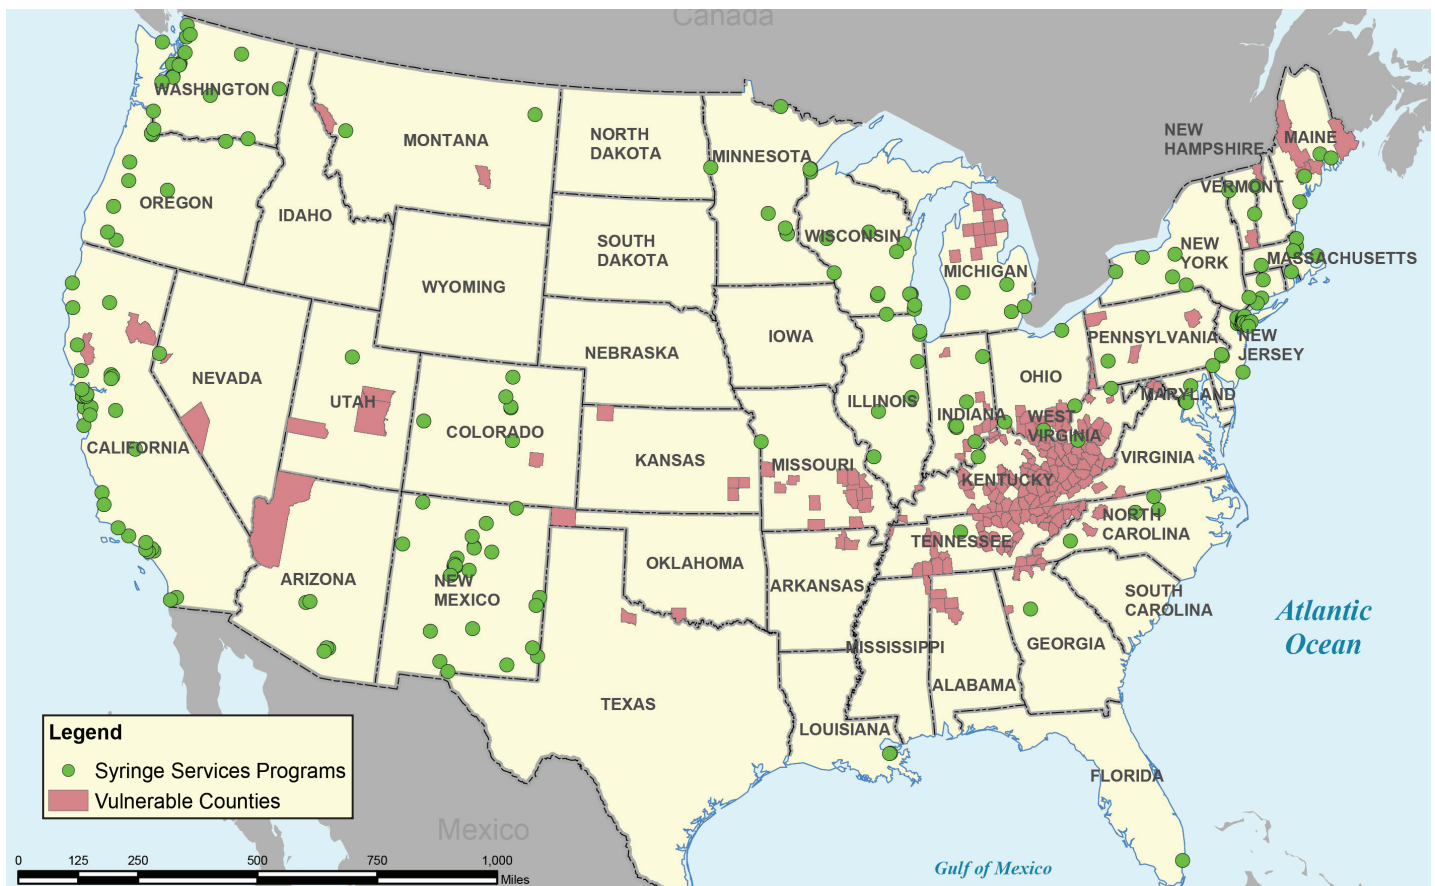 Canada
WASHINGTON
MONTANA
NORTH
DAKOTA
MINNESOTA
NEW
HAMPSHIRE
MAINE
VERMONT
OREGON
IDAHO
SOUTH
DAKOTA
WISCONSIN
MICHIGAN
NEW
YORK
MASSACHUSETTS
WYOMING
IOWA
PENNSYLVANIA
NEW
JERSEY
NEBRASKA
NEVADA
UTAH
OHIO
MARYLAND
ILLINOIS
INDIANA
WEST
VIRGINIA
COLORADO
CALIFORNIA
KANSAS
MISSOURI
VIRGINIA
KENTUCKY
NORTH
CAROLINA
TENNESSEE
OKLAHOMA
ARIZONA
NEW
MEXICO
ARKANSAS
SOUTH
CAROLINA
Atlantic
Ocean
MISSISSIPPI
GEORGIA
ALABAMA
TEXAS
LOUISIANA
FLORIDA
Legend
Syringe Services Programs
Vulnerable Counties
Mexico
Gulf of Mexico
0 125 250 500 750 1,000
Miles